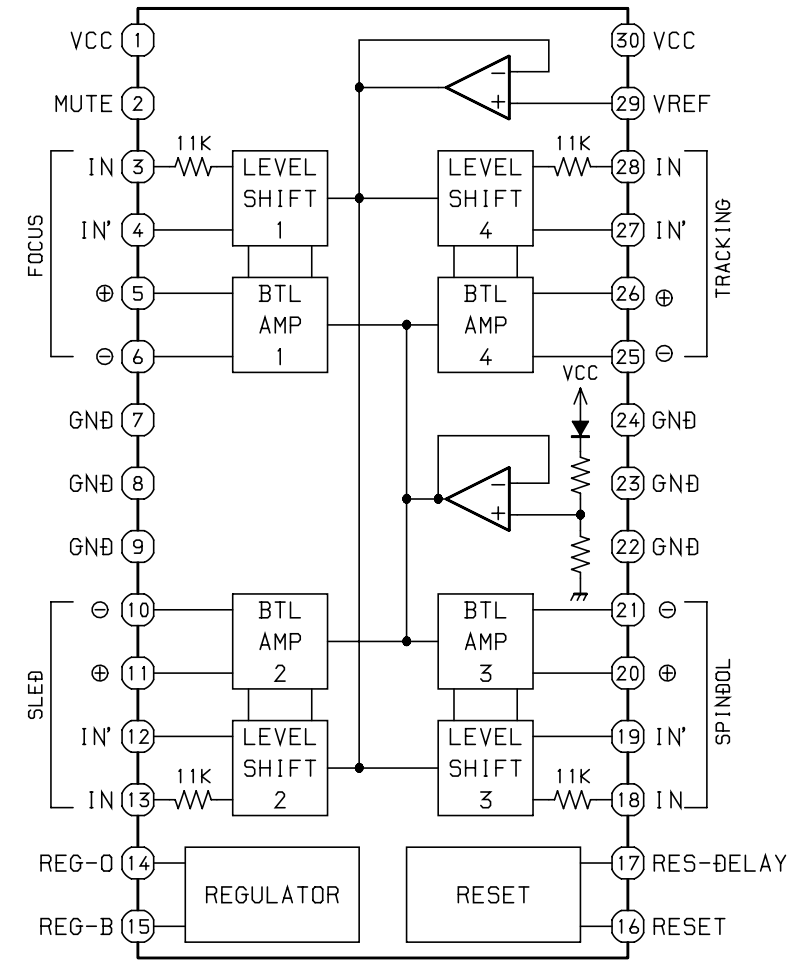 VCC 1 30 VCC
MUTE 2 − + 29 VREF
11K 11K
IN 3 LEVEL LEVEL 28 IN
SHIFT SHIFT
IN' 4 1 4 27 IN'
FOCUS
TRACKING
⊕ 5 BTL BTL 26 ⊕
AMP AMP
⊖ 6 1 4 25 ⊖
VCC
GND 7 24 GND
GND 8 − + 23 GND
GND 9 22 GND
⊖ 10 BTL BTL 21 ⊖
AMP AMP
⊕ 11 2 3 20 ⊕
SLED
SPINDOL
IN' 12 LEVEL LEVEL 19 IN'
SHIFT SHIFT
11K 11K
IN 13 2 3 18 IN
REG-O 14 17 RES-DELAY
REGULATOR RESET
REG-B 15 16 RESET